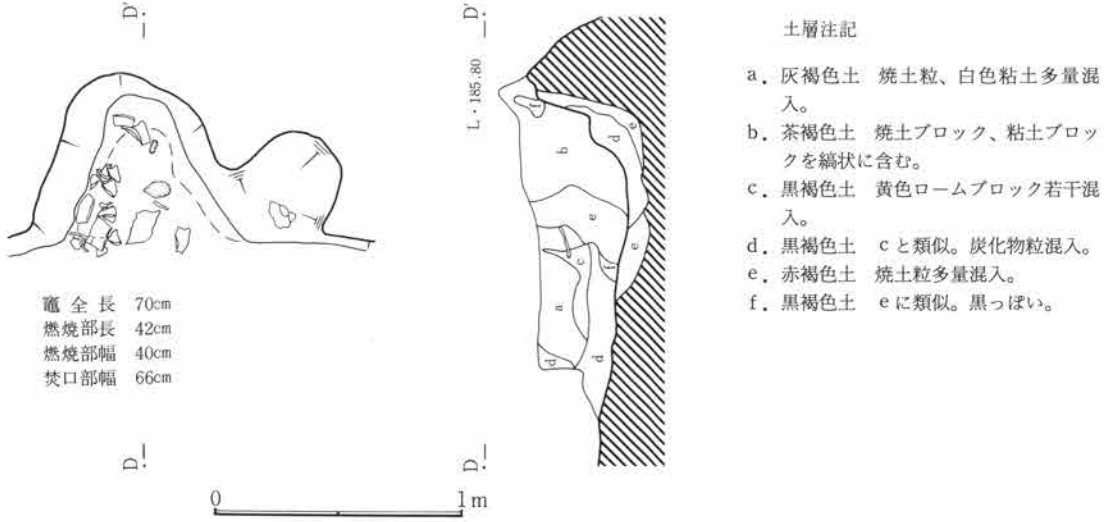 D'
D'
L・185.80
f
d
e
b
e
c
f
e
a
d
d
竈 全 長 70cm
燃焼部長 42cm
燃焼部幅 40cm
焚口部幅 66cm
D
D
0 1m
土層注記
a. 灰褐色土 焼土粒、白色粘土多量混
入。
b. 茶褐色土 焼土ブロック、粘土ブロッ
クを縞状に含む。
c. 黒褐色土 黄色ロームブロック若干混
入。
d. 黒褐色土 cと類似。炭化物粒混入。
e. 赤褐色土 焼土粒多量混入。
f. 黒褐色土 eに類似。黒っぽい。